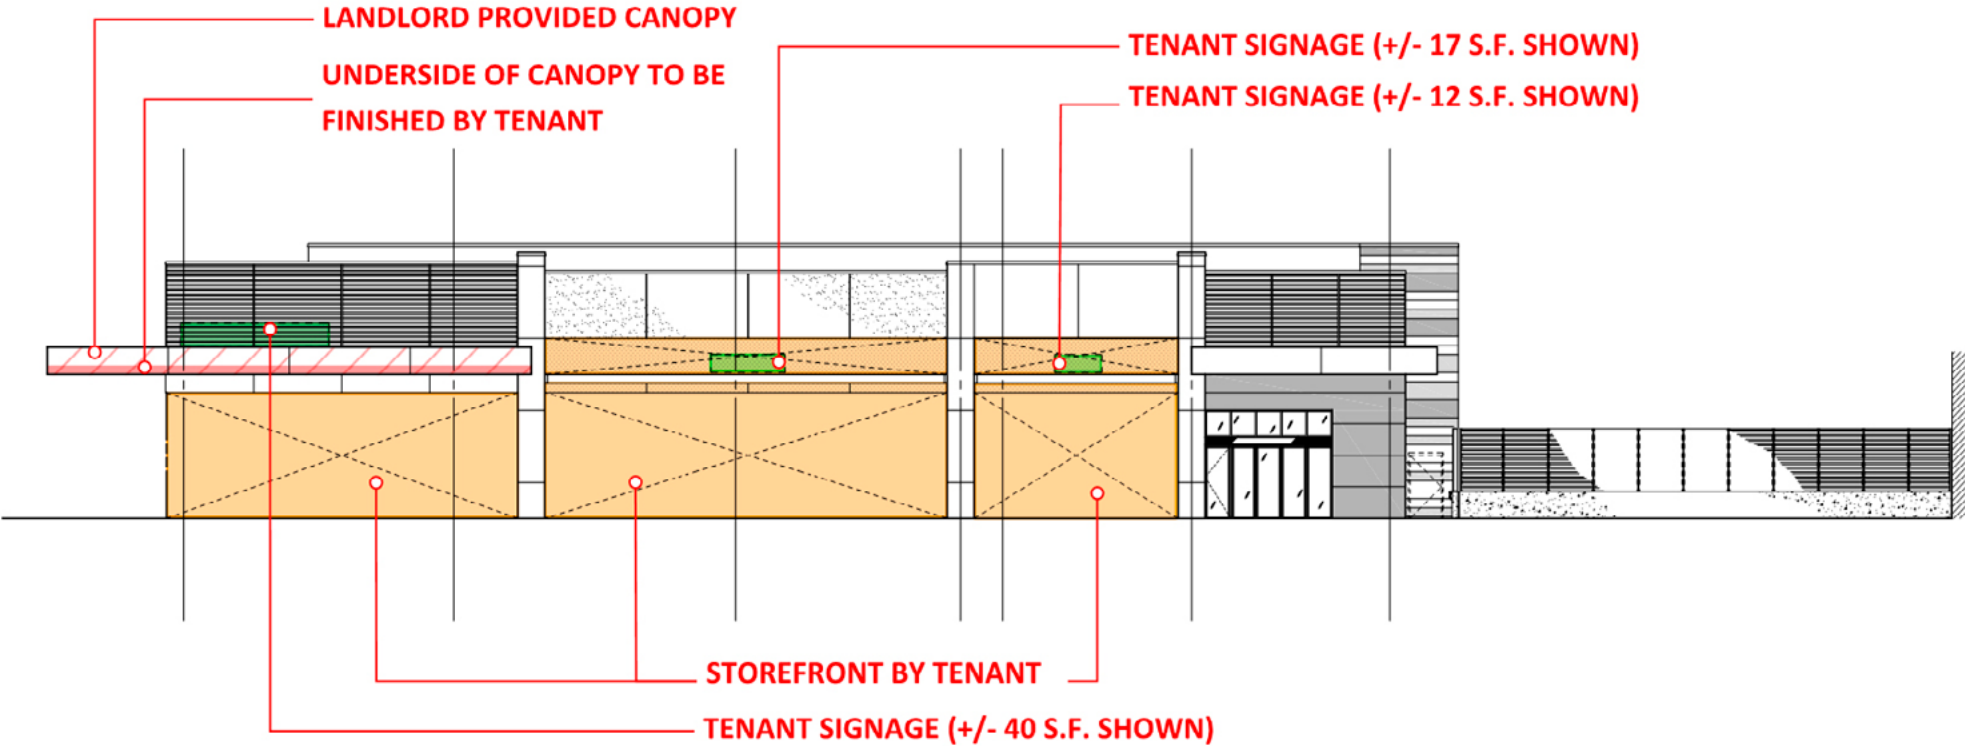 LANDLORD PROVIDED CANOPY
UNDERSIDE OF CANOPY TO BE
FINISHED BY TENANT
TENANT SIGNAGE (+/- 17 S.F. SHOWN)
TENANT SIGNAGE (+/- 12 S.F. SHOWN)
STOREFRONT BY TENANT
TENANT SIGNAGE (+/- 40 S.F. SHOWN)